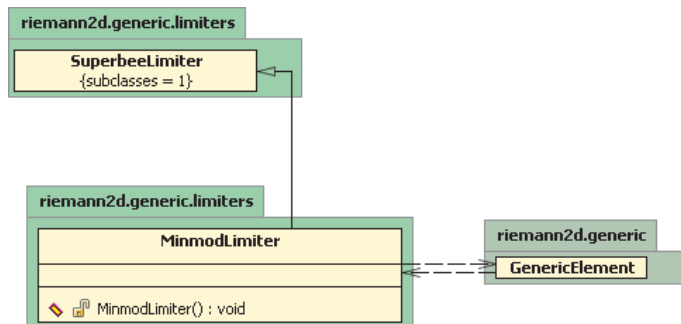 riemann2d.generic.limiters
SuperbeeLimiter
{subclasses = 1}
riemann2d.generic.limiters
MinmodLimiter
MinmodLimiter() : void
riemann2d.generic
GenericElement